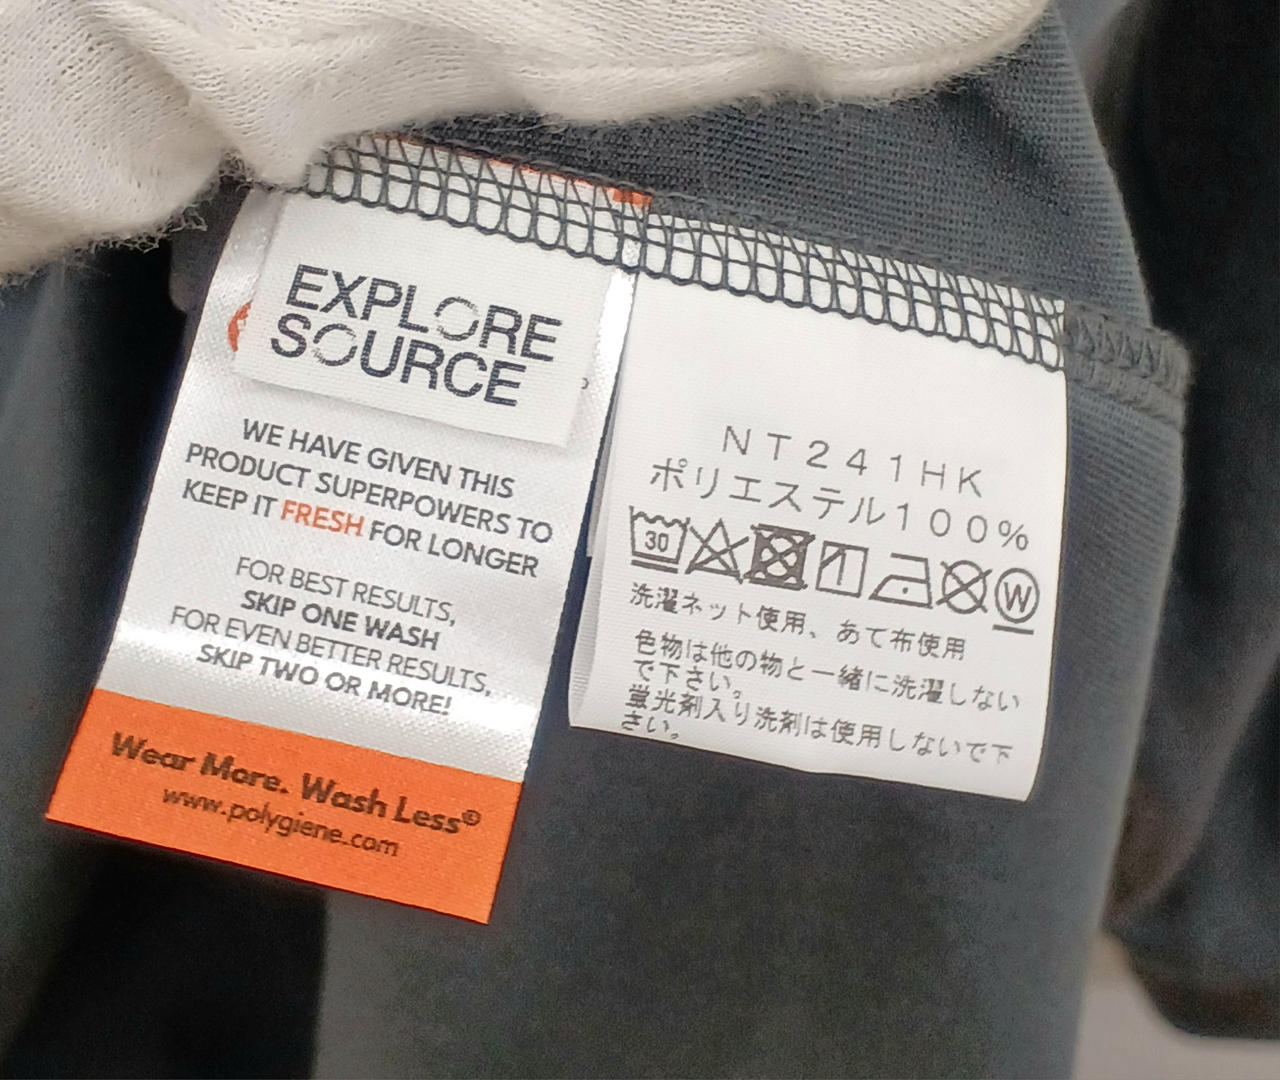 EXPLORE
SOURCE
WE HAVE GIVEN THIS
PRODUCT SUPERPOWERS TO
KEEP IT FRESH FOR LONGER
FOR BEST RESULTS,
SKIP ONE WASH
FOR EVEN BETTER RESULTS,
SKIP TWO OR MORE!
Wear More. Wash Less©
www.polygiene.com
NT241HK
ポリエステル100%
30
W
洗濯ネット使用、あて布使用
色物は他の物と一緒に洗濯しない
で下さい。
蛍光剤入り洗剤は使用しないで下
さい。